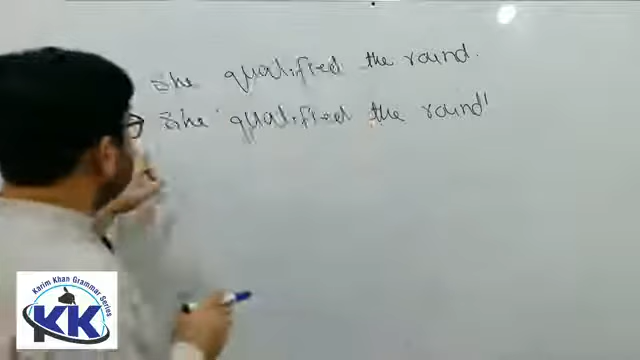 She qualified the round.
She qualified the round
Karim Khan Grammar Series
KK